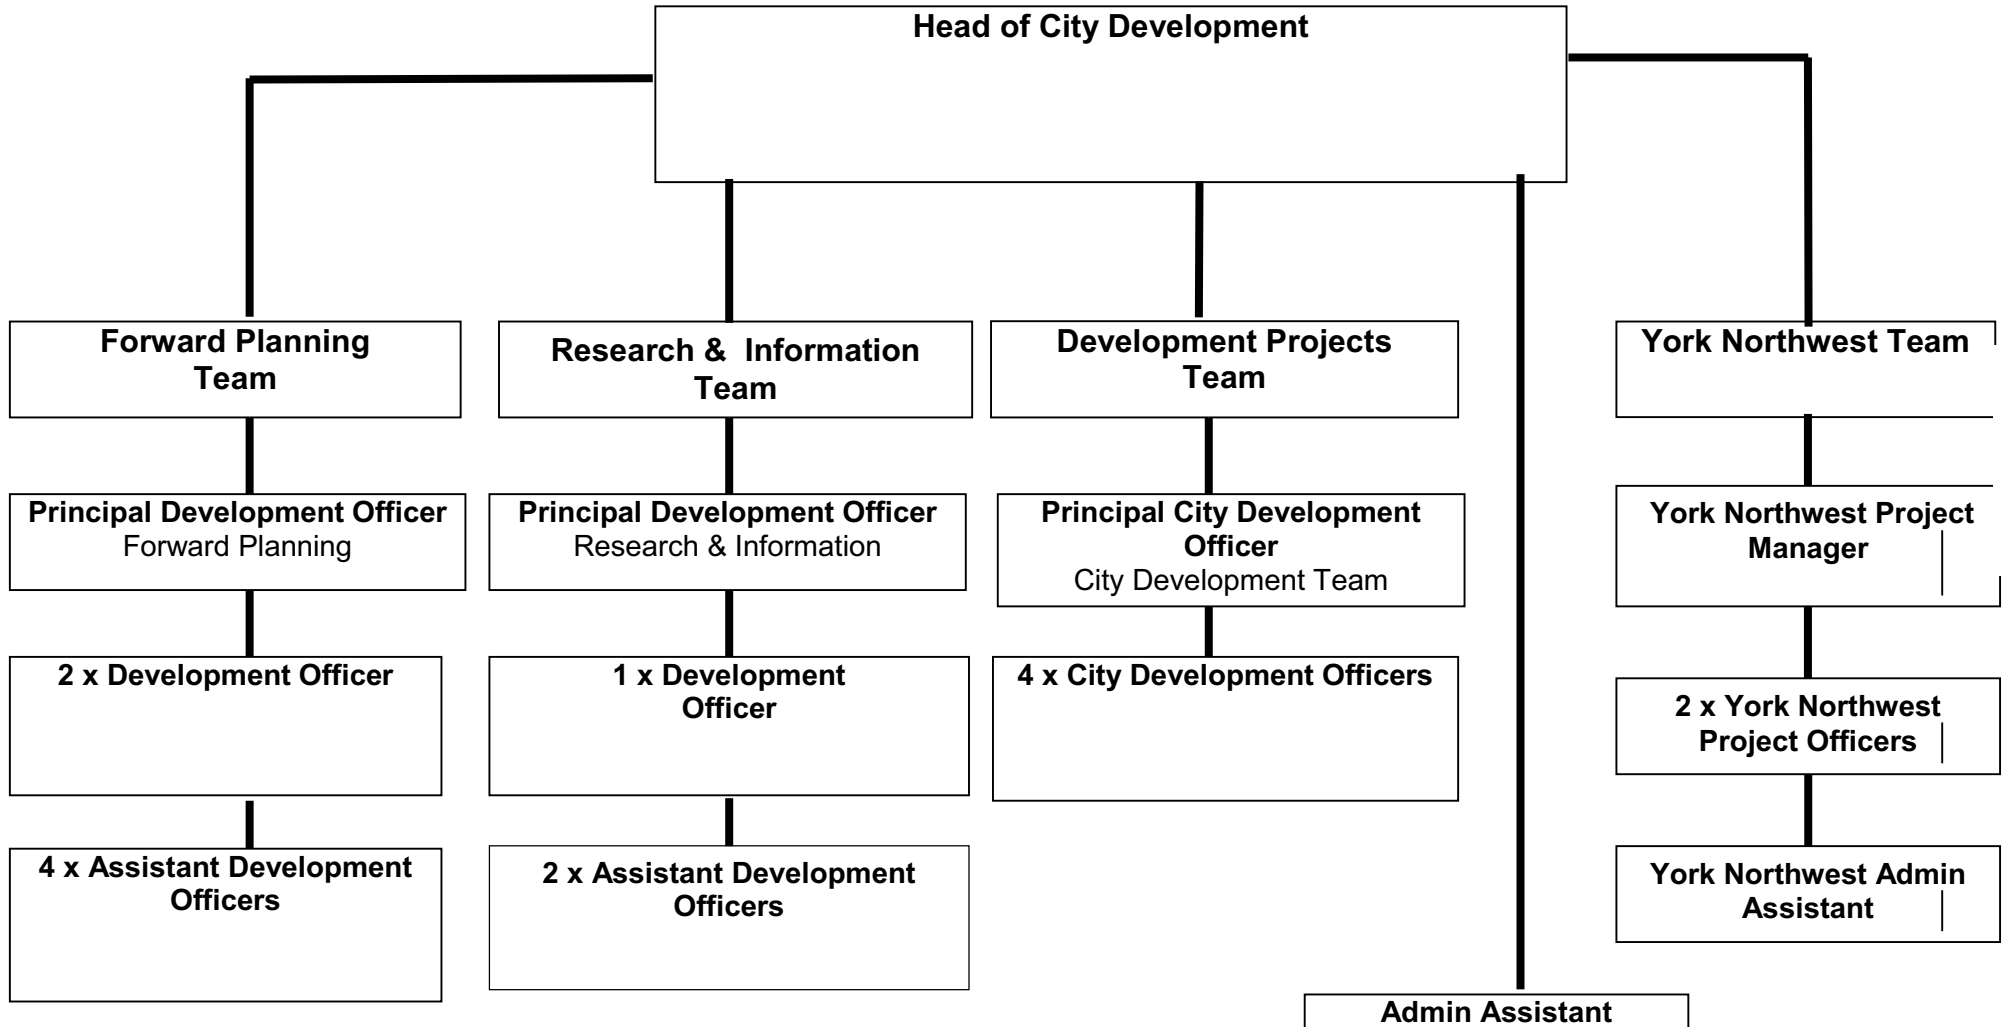 Head of City Development
Forward Planning
Team
Research & Information
Team
Development Projects
Team
York Northwest Team
Principal Development Officer
Forward Planning
Principal Development Officer
Research & Information
Principal City Development
Officer
City Development Team
York Northwest Project
Manager
2 x Development Officer
1 x Development
Officer
4 x City Development Officers
2 x York Northwest
Project Officers
4 x Assistant Development
Officers
2 x Assistant Development
Officers
York Northwest Admin
Assistant
Admin Assistant